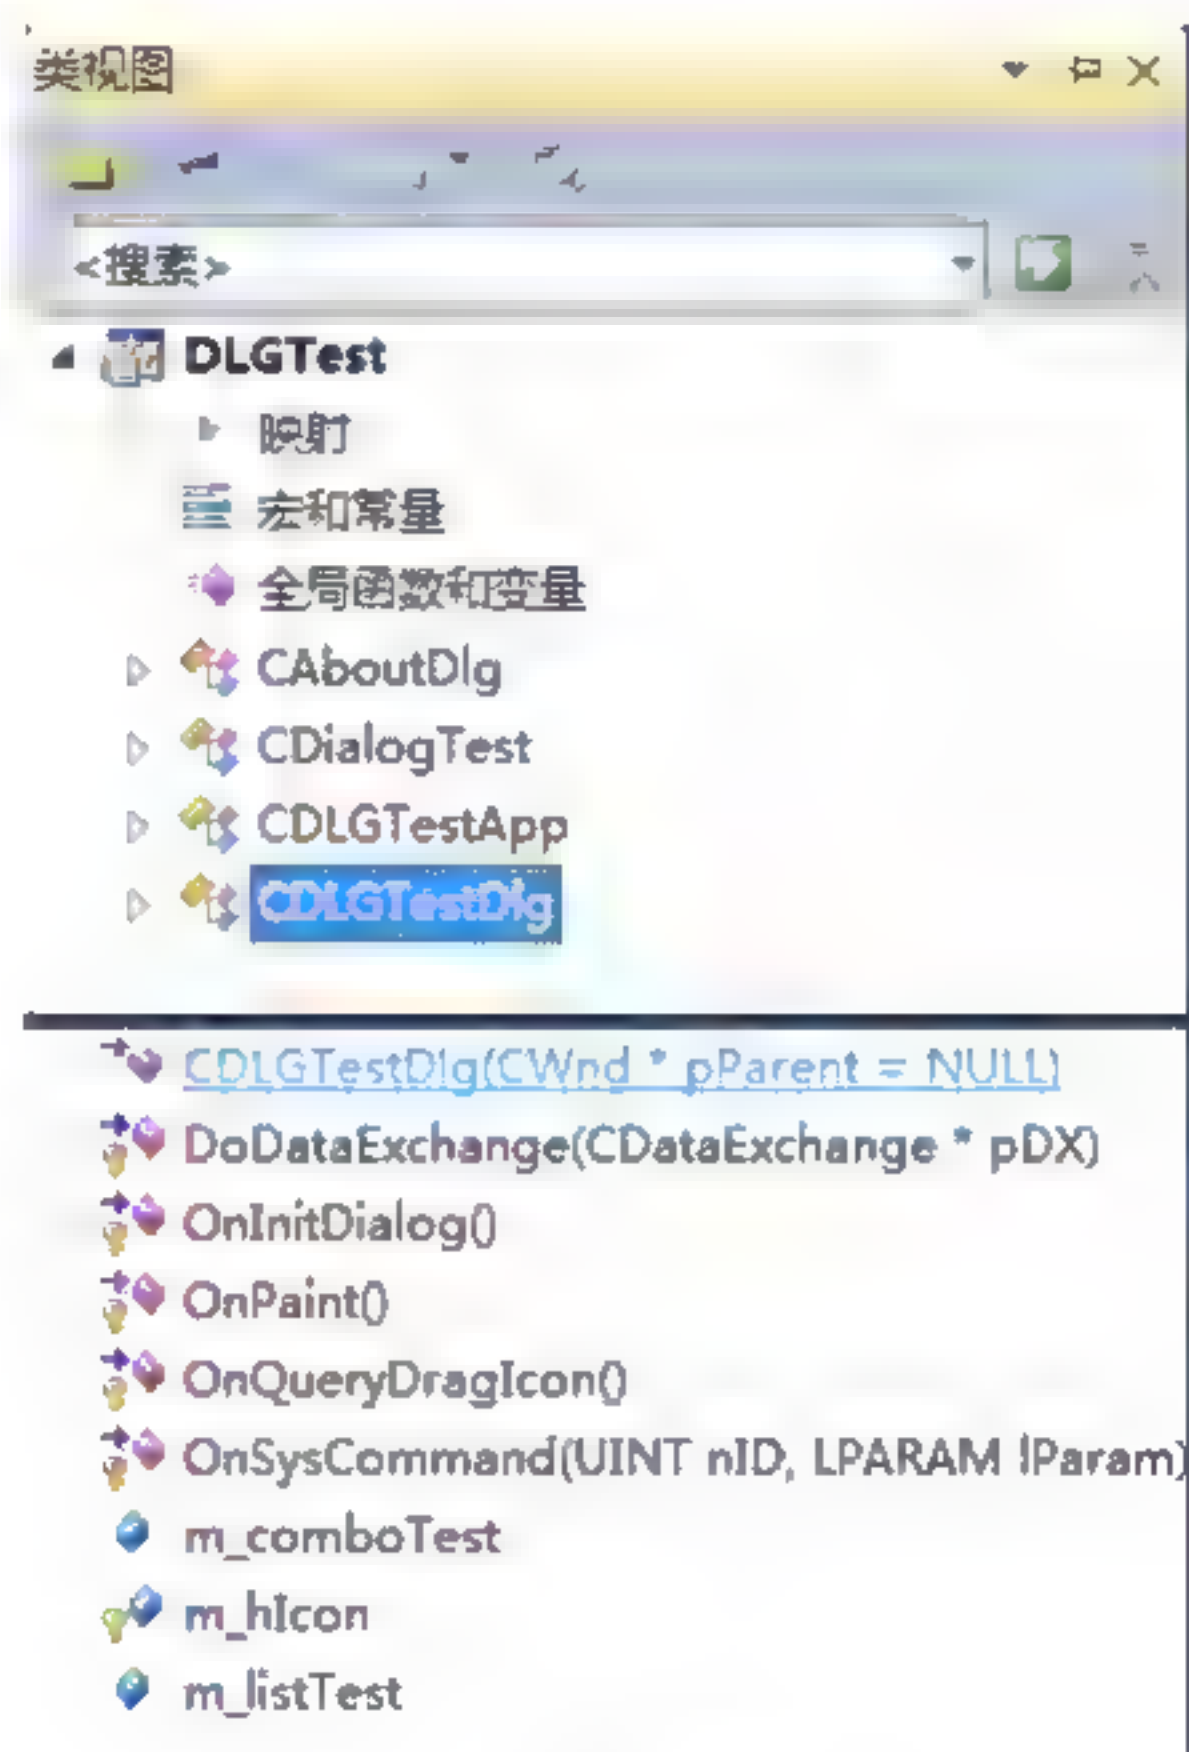 类视图
<搜索>
DLGTest
映射
宏和常量
全局函数和变量
CAboutDlg
CDialogTest
CDLGTestApp
CDLGTestDlg
CDLGTestDlg(CWnd * pParent = NULL)
DoDataExchange(CDataExchange * pDX)
OnInitDialog()
OnPaint()
OnQueryDragIcon()
OnSysCommand(UINT nID, LPARAM lParam)
m_comboTest
m_hIcon
m_listTest